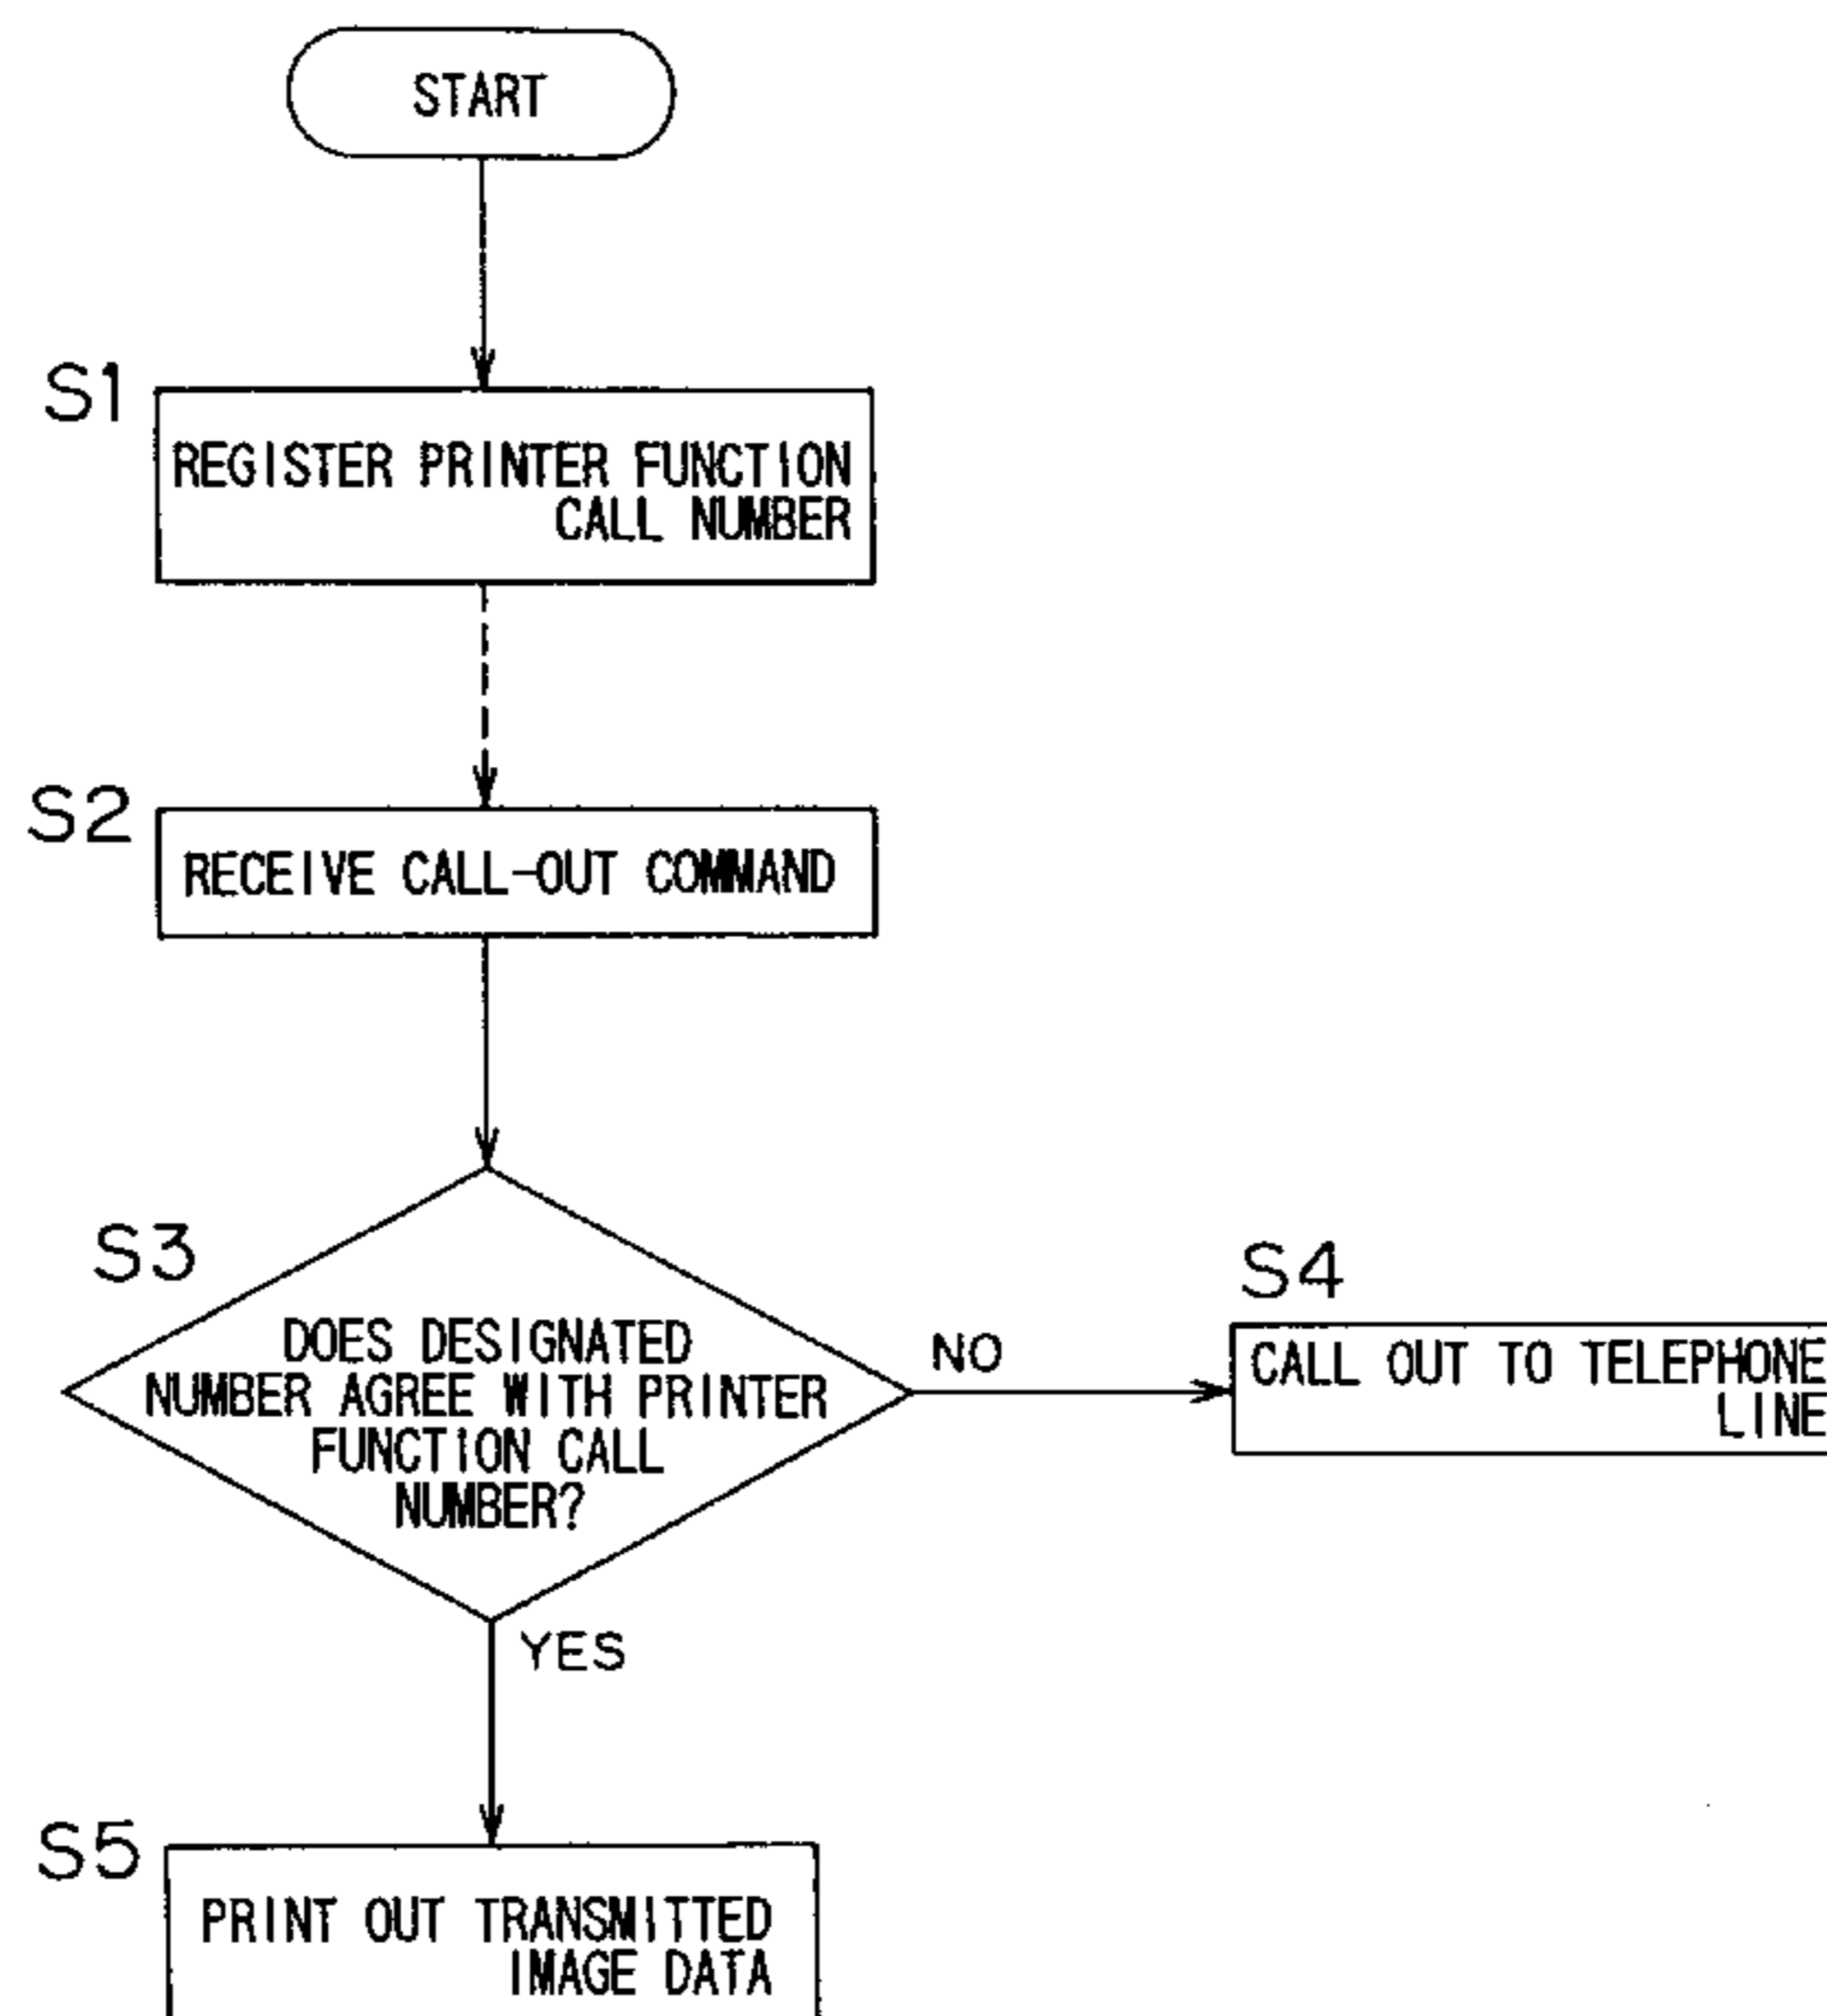 START
S1
REGISTER PRINTER FUNCTION
CALL NUMBER
S2
RECEIVE CALL-OUT COMMAND
S3
DOES DESIGNATED
NUMBER AGREE WITH PRINTER
FUNCTION CALL
NUMBER?
NO
S4
CALL OUT TO TELEPHONE
LINE
YES
S5
PRINT OUT TRANSMITTED
IMAGE DATA